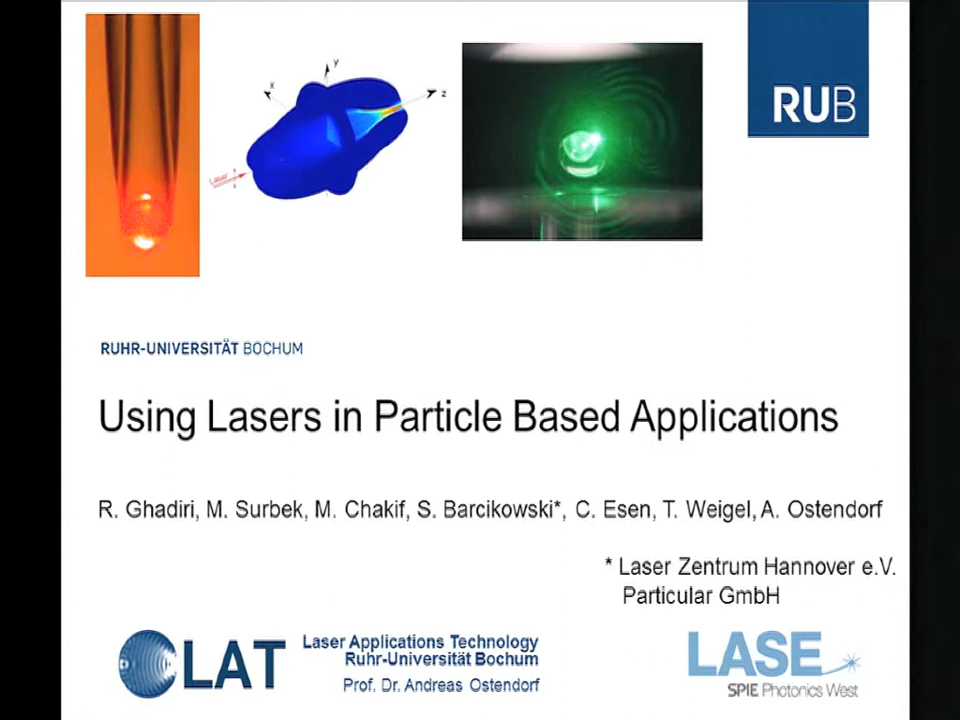 y
x
z
RUB
RUHR-UNIVERSITÄT BOCHUM
Using Lasers in Particle Based Applications
R. Ghadiri, M. Surbek, M. Chakif, S. Barcikowski*, C. Esen, T. Weigel, A. Ostendorf
* Laser Zentrum Hannover e.V.
Particular GmbH
LAT
Laser Applications Technology
Ruhr-Universität Bochum
Prof. Dr. Andreas Ostendorf
LASE
SPIE Photonics West